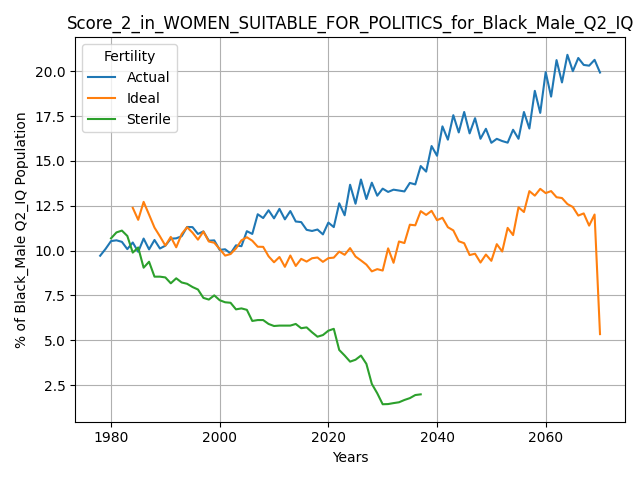 Score_2_in_WOMEN_SUITABLE_FOR_POLITICS_for_Black_Male_Q2_IQ
Fertility
Actual
Ideal
Sterile
% of Black_Male Q2_IQ Population
20.0
17.5
15.0
12.5
10.0
7.5
5.0
2.5
1980 2000 2020 2040 2060
Years